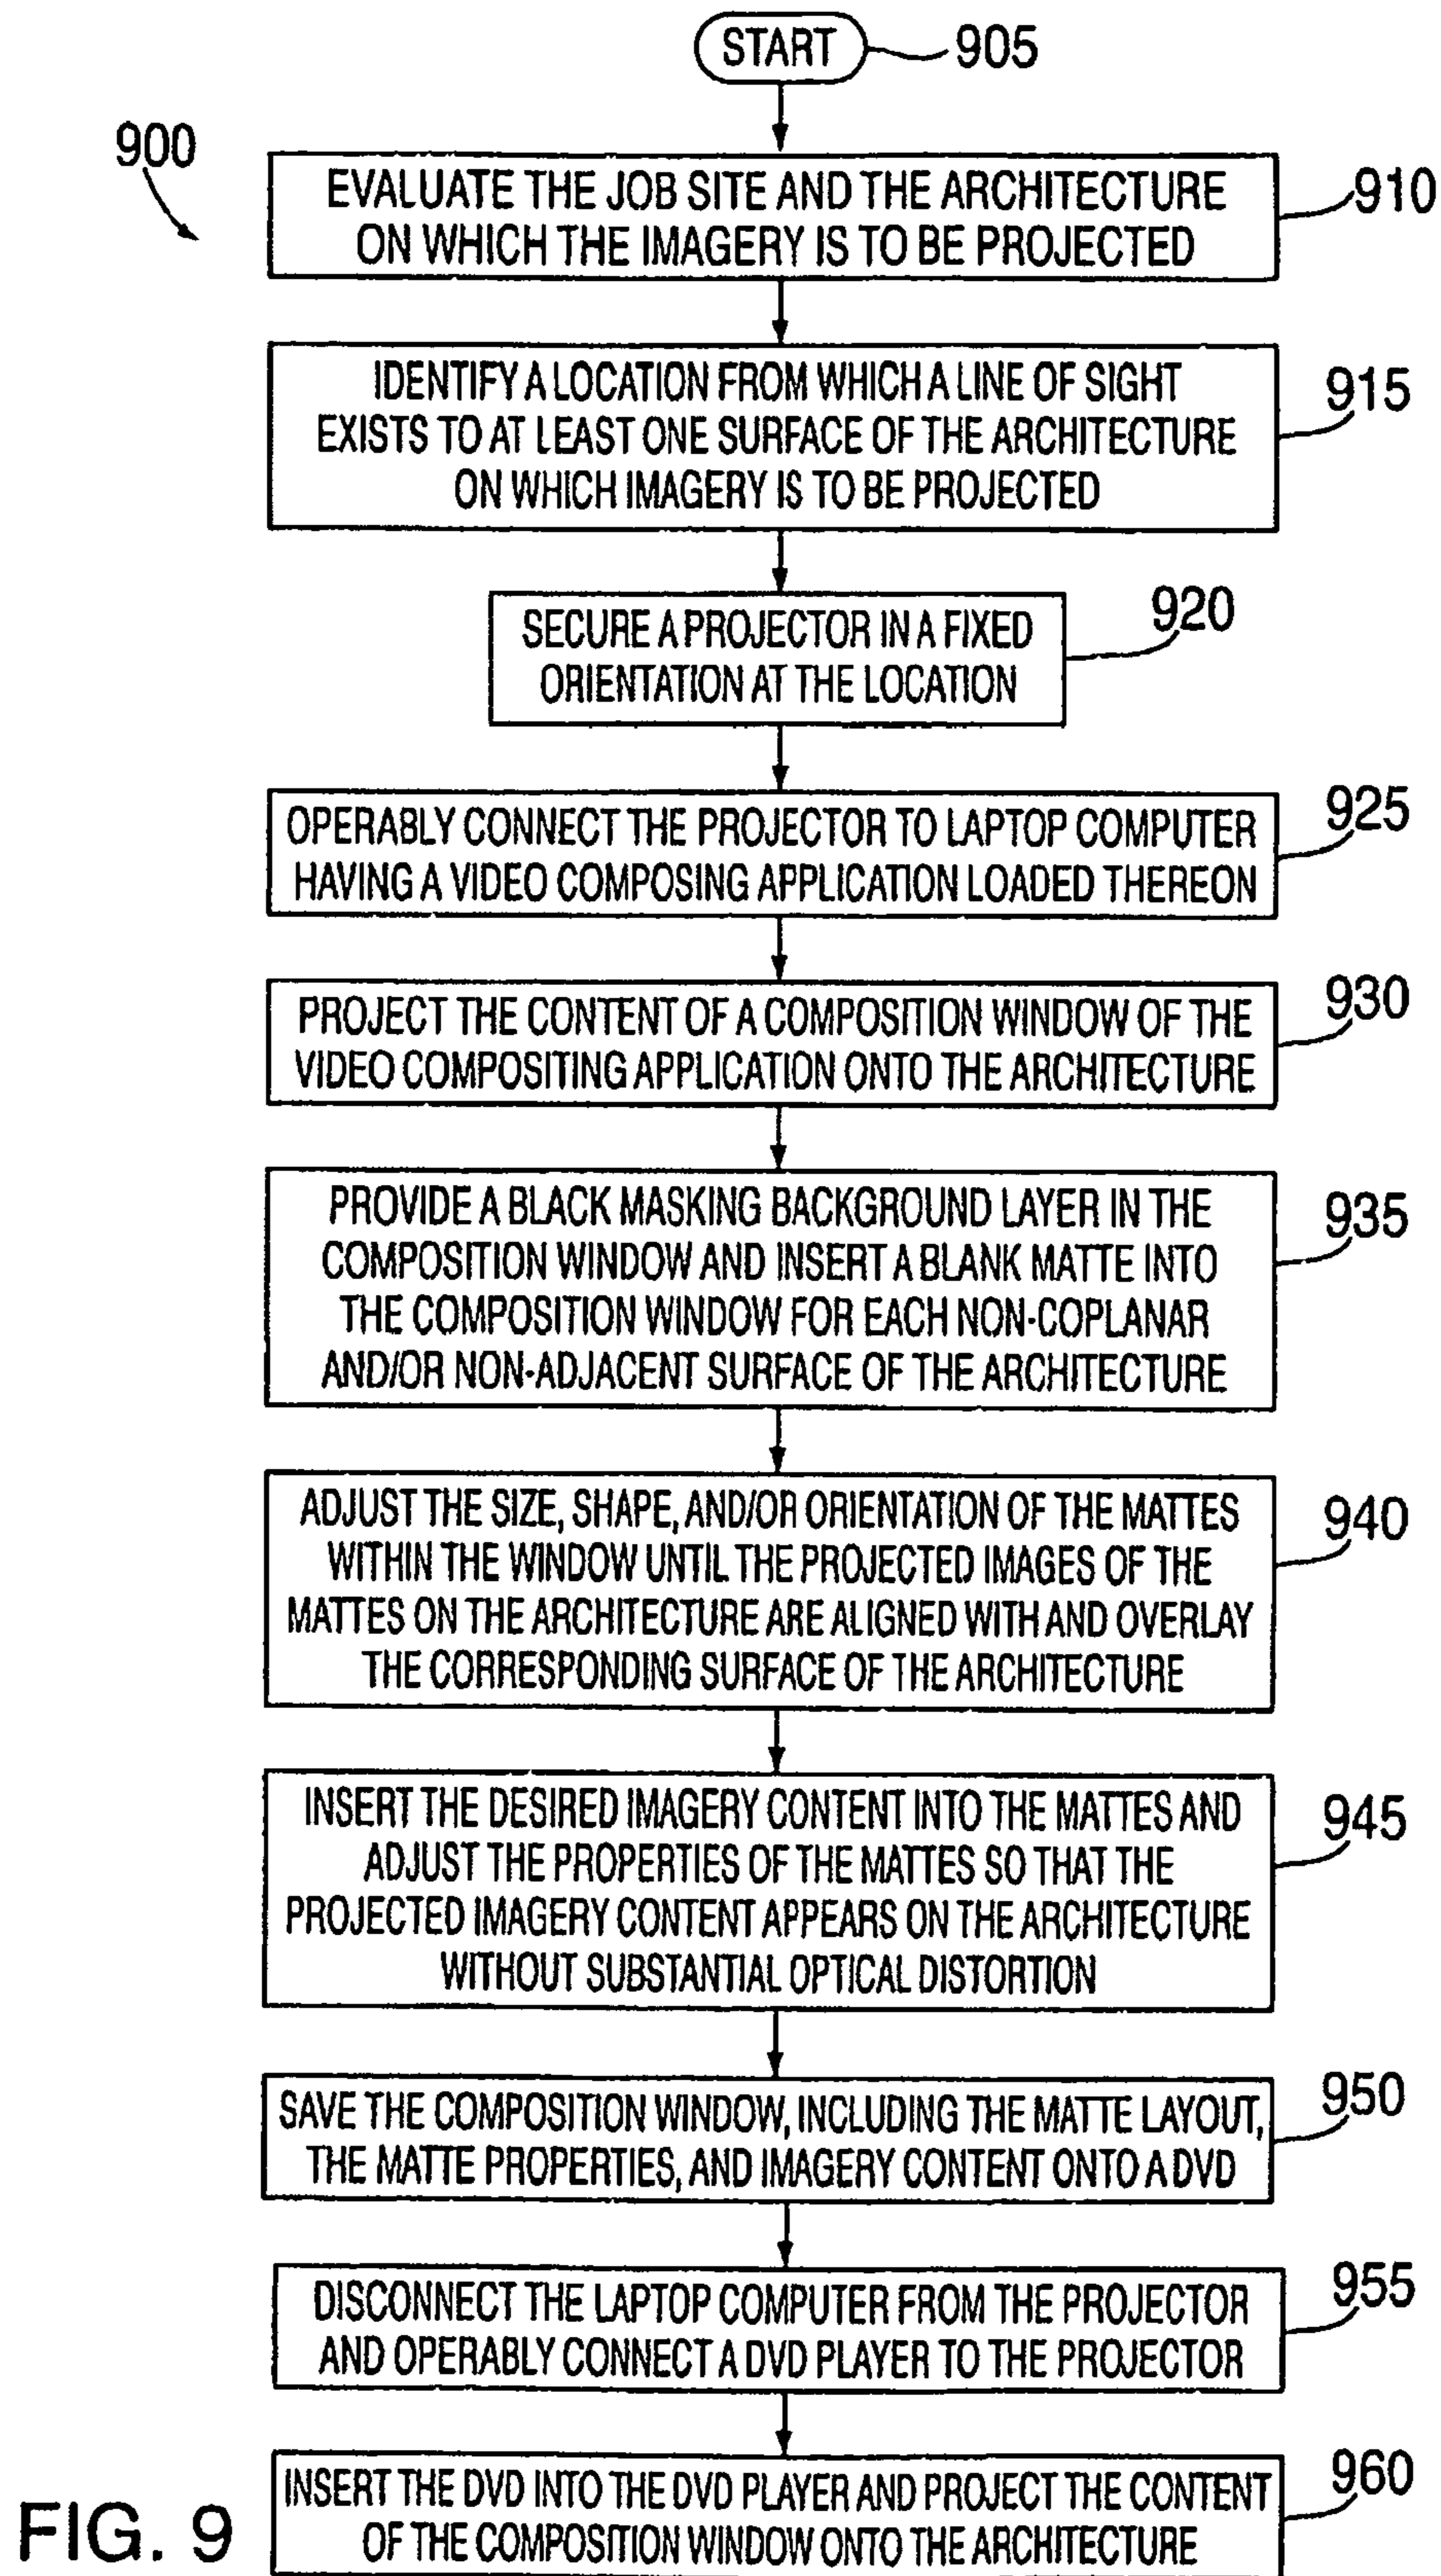 START
905
900
EVALUATE THE JOB SITE AND THE ARCHITECTURE
ON WHICH THE IMAGERY IS TO BE PROJECTED
910
IDENTIFY A LOCATION FROM WHICH A LINE OF SIGHT
EXISTS TO AT LEAST ONE SURFACE OF THE ARCHITECTURE
ON WHICH IMAGERY IS TO BE PROJECTED
915
SECURE A PROJECTOR IN A FIXED
ORIENTATION AT THE LOCATION
920
OPERABLY CONNECT THE PROJECTOR TO LAPTOP COMPUTER
HAVING A VIDEO COMPOSING APPLICATION LOADED THEREON
925
PROJECT THE CONTENT OF A COMPOSITION WINDOW OF THE
VIDEO COMPOSITING APPLICATION ONTO THE ARCHITECTURE
930
PROVIDE A BLACK MASKING BACKGROUND LAYER IN THE
COMPOSITION WINDOW AND INSERT A BLANK MATTE INTO
THE COMPOSITION WINDOW FOR EACH NON-COPLANAR
AND/OR NON-ADJACENT SURFACE OF THE ARCHITECTURE
935
ADJUST THE SIZE, SHAPE, AND/OR ORIENTATION OF THE MATTES
WITHIN THE WINDOW UNTIL THE PROJECTED IMAGES OF THE
MATTES ON THE ARCHITECTURE ARE ALIGNED WITH AND OVERLAY
THE CORRESPONDING SURFACE OF THE ARCHITECTURE
940
INSERT THE DESIRED IMAGERY CONTENT INTO THE MATTES AND
ADJUST THE PROPERTIES OF THE MATTES SO THAT THE
PROJECTED IMAGERY CONTENT APPEARS ON THE ARCHITECTURE
WITHOUT SUBSTANTIAL OPTICAL DISTORTION
945
SAVE THE COMPOSITION WINDOW, INCLUDING THE MATTE LAYOUT,
THE MATTE PROPERTIES, AND IMAGERY CONTENT ONTO A DVD
950
DISCONNECT THE LAPTOP COMPUTER FROM THE PROJECTOR
AND OPERABLY CONNECT A DVD PLAYER TO THE PROJECTOR
955
INSERT THE DVD INTO THE DVD PLAYER AND PROJECT THE CONTENT
OF THE COMPOSITION WINDOW ONTO THE ARCHITECTURE
960
FIG. 9